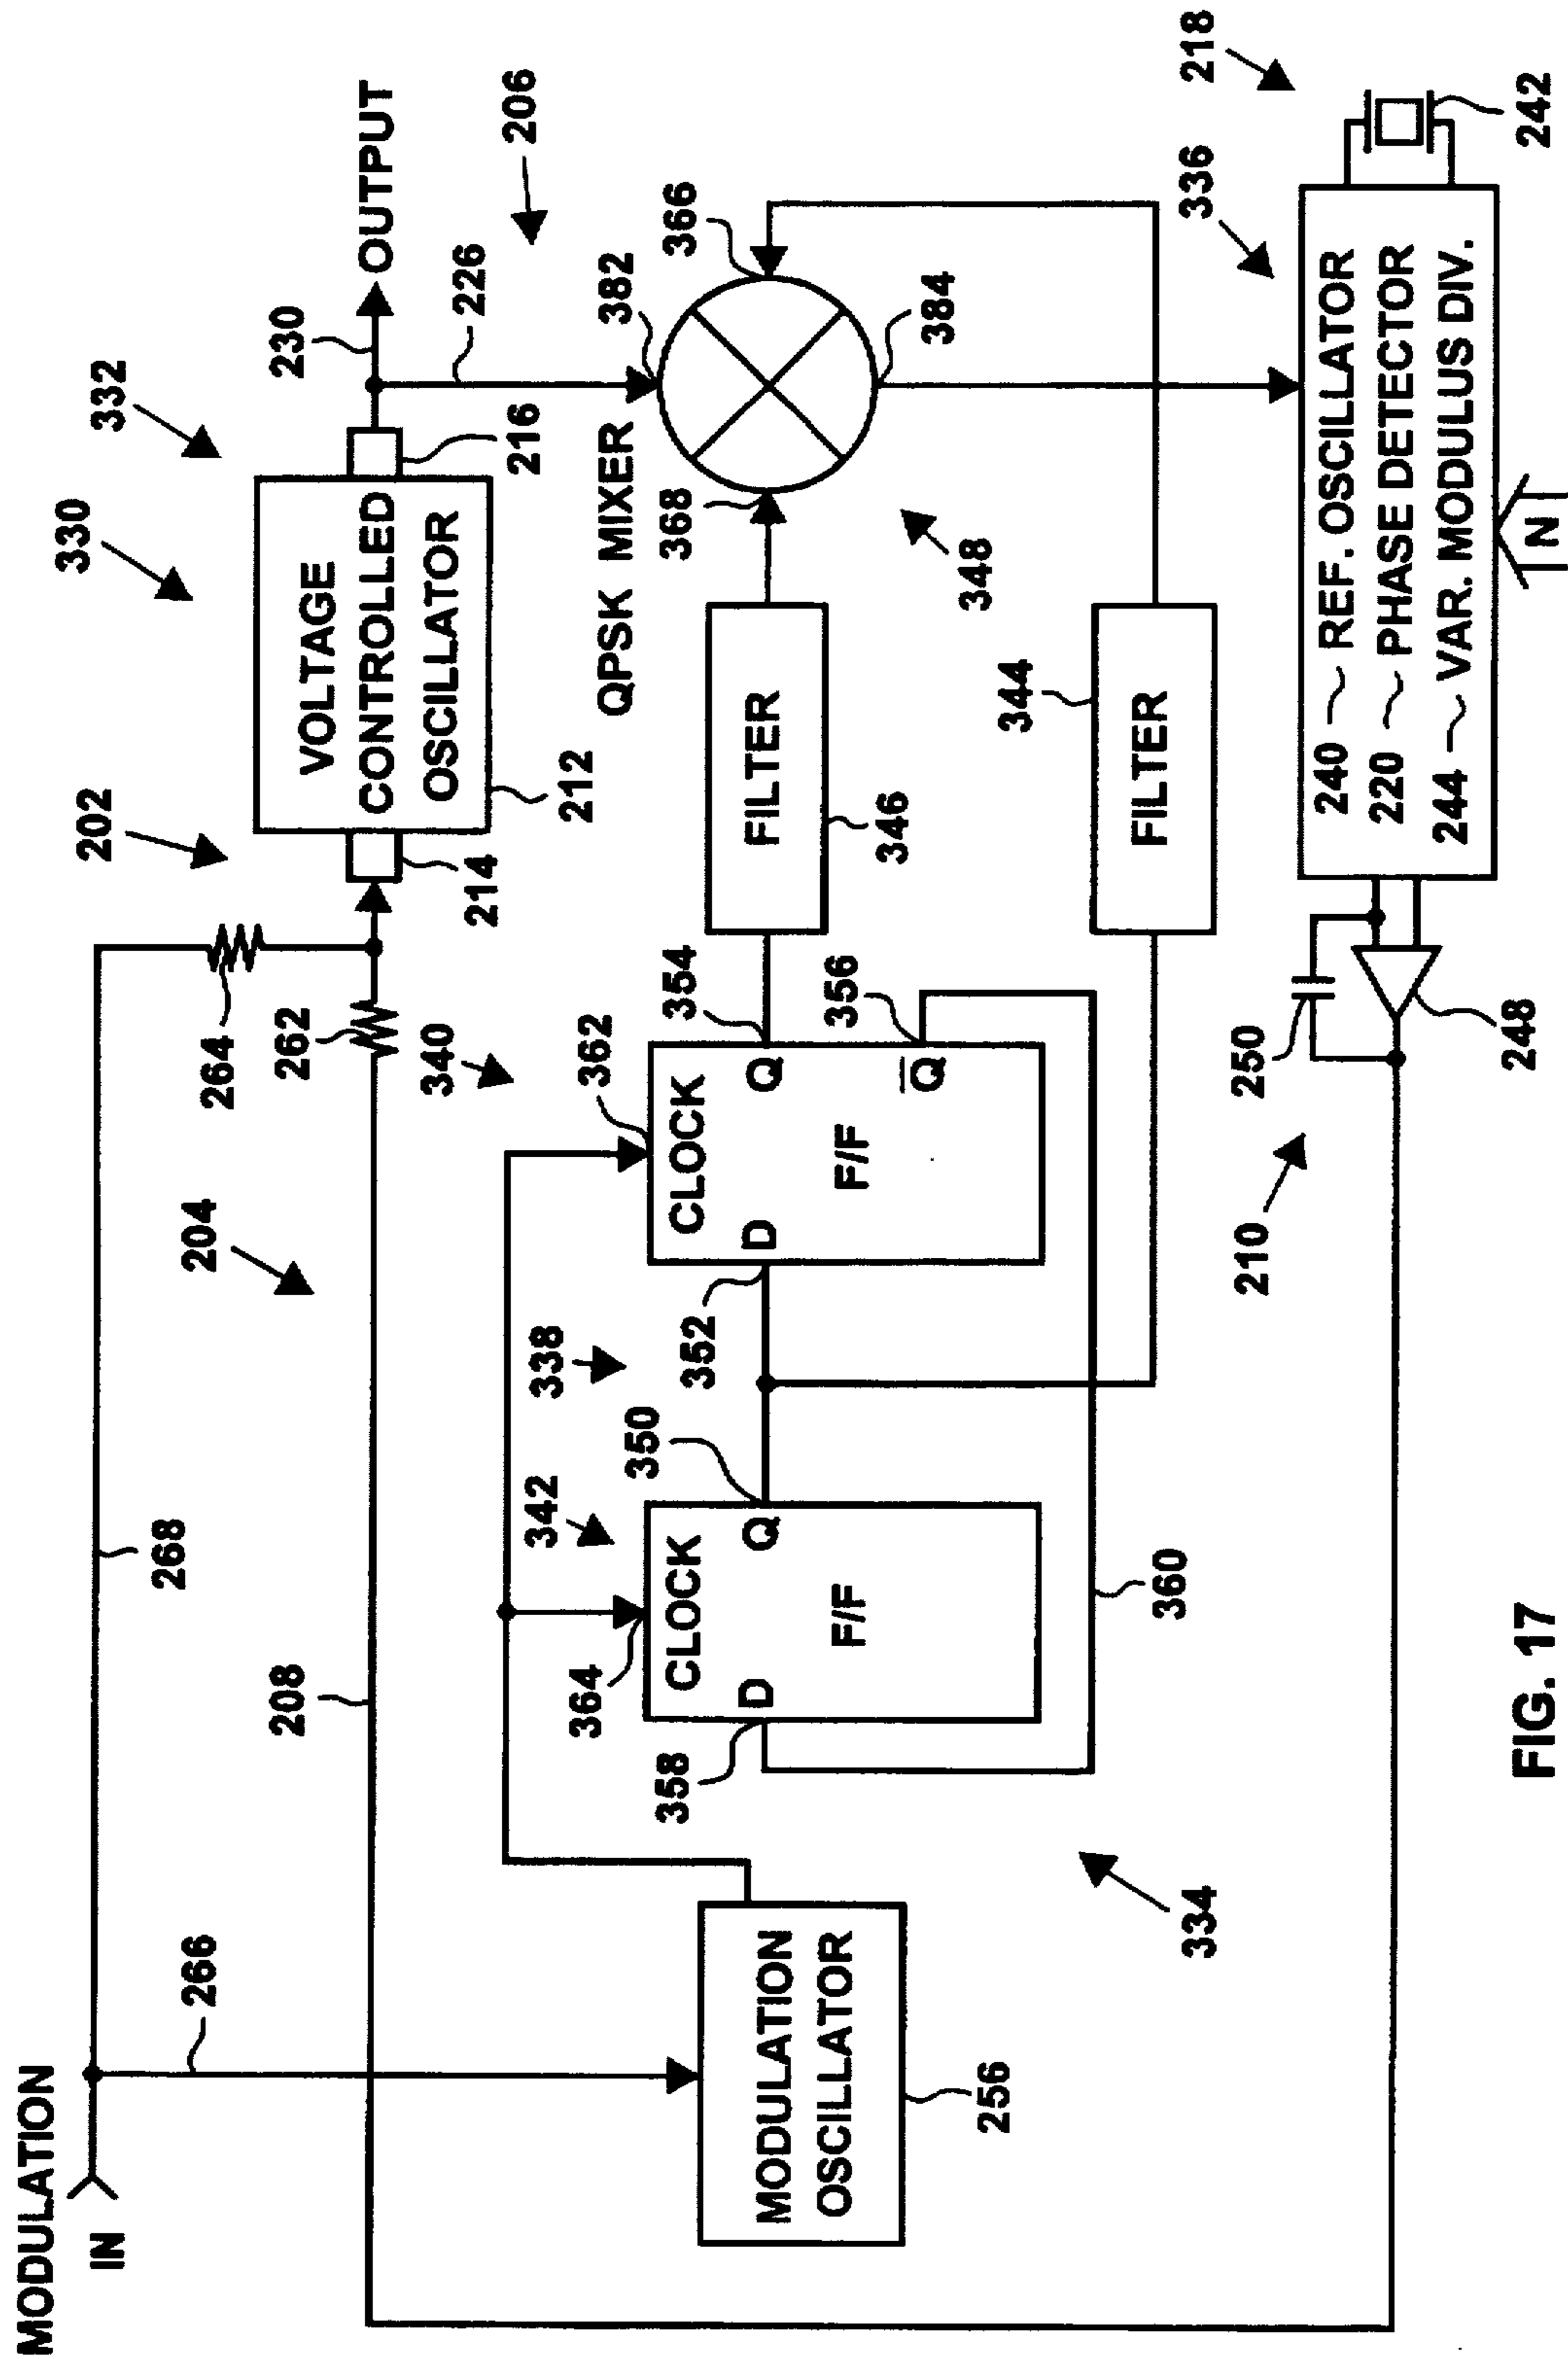 MODULATION
IN
266
268
208
204
264
262
202
214
VOLTAGE
CONTROLLED
OSCILLATOR
212
330
332
216
230
OUTPUT
226
206
382
QPSK MIXER
366
368
384
348
MODULATION
OSCILLATOR
256
334
342
364
CLOCK
D
Q
F/F
358
350
338
352
360
340
362
CLOCK
D
Q
Q̅
F/F
354
356
FILTER
346
344
FILTER
336
218
242
240 REF. OSCILLATOR
220 PHASE DETECTOR
244 VAR. MODULUS DIV.
N
250
248
210
FIG. 17